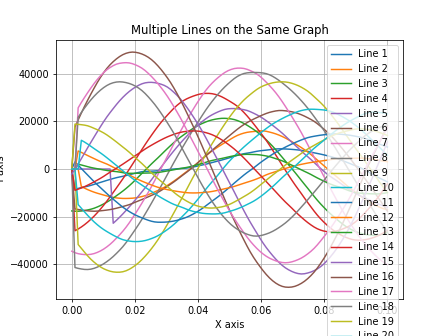 Multiple Lines on the Same Graph
40000
20000
0
−20000
−40000
0.00
0.02
0.04
0.06
X axis
axis
Line 1
Line 2
Line 3
Line 4
Line 5
Line 6
Line 7
Line 8
Line 9
Line 10
Line 11
Line 12
Line 13
Line 14
Line 15
Line 16
Line 17
Line 18
Line 19
Line 20